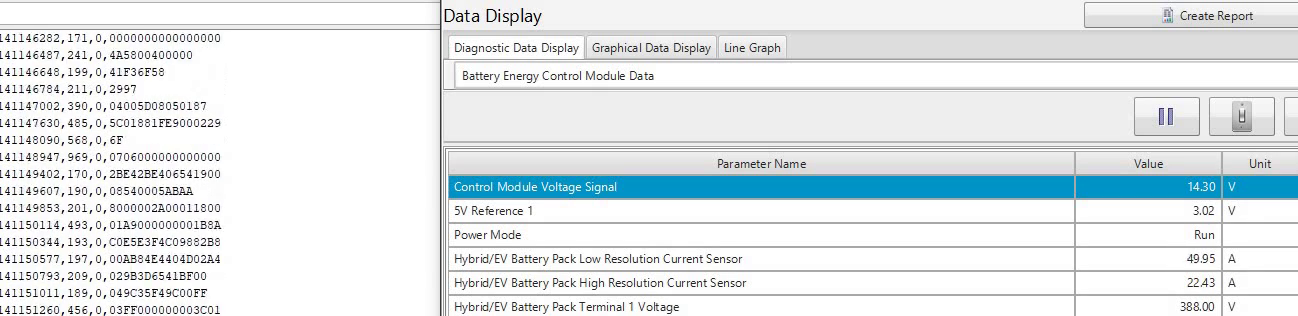 141146282,171,0,0000000000000000
141146487,241,0,4A5800400000
141146648,199,0,41F36F58
141146784,211,0,2997
141147002,390,0,04005D08050187
141147630,485,0,5C01881FE9000229
141148090,568,0,6F
141148947,969,0,0706000000000000
141149402,170,0,2BE42BE406541900
141149607,190,0,08540005ABAA
141149853,201,0,8000002A00011800
141150114,493,0,01A9000000001B8A
141150344,193,0,C0E5E3F4C09882B8
141150577,197,0,00AB84E4404D02A4
141150793,209,0,029B3D6541BF00
141151011,189,0,049C35F49C00FF
141151260,456,0,03FF000000003C01
Data Display
Create Report
Diagnostic Data Display Graphical Data Display Line Graph
Battery Energy Control Module Data
Parameter Name Value Unit
Control Module Voltage Signal 14.30 V
5V Reference 1 3.02 V
Power Mode Run
Hybrid/EV Battery Pack Low Resolution Current Sensor 49.95 A
Hybrid/EV Battery Pack High Resolution Current Sensor 22.43 A
Hybrid/EV Battery Pack Terminal 1 Voltage 388.00 V